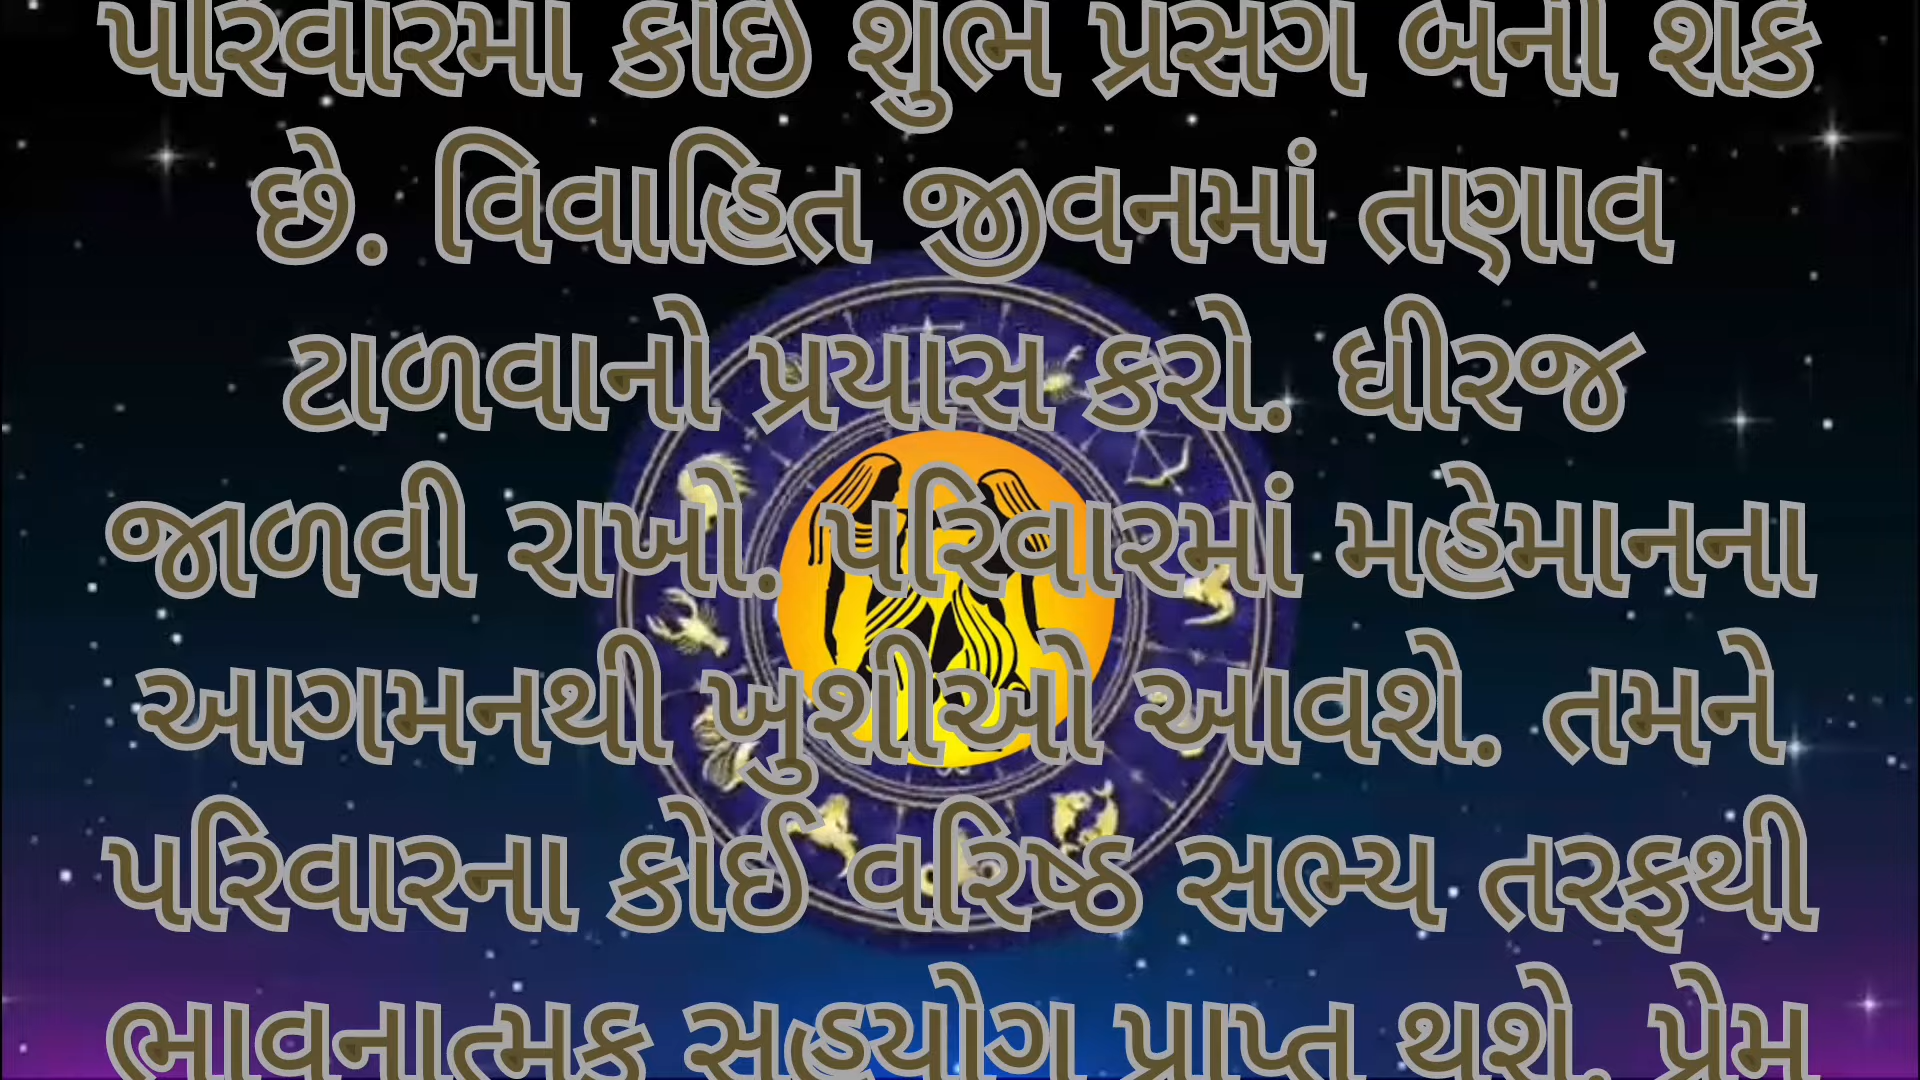 પરિવારમાં કોઈ શુભ પ્રસંગ બની શકે
છે. વિવાહિત જીવનમાં તણાવ
ટાળવાનો પ્રયાસ કરો. ધીરજ
જાળવી રાખો. પરિવારમાં મહેમાનના
આગમનથી ખુશીઓ આવશે. તમને
પરિવારના કોઈ વરિષ્ઠ સભ્ય તરફથી
ભાવનાત્મક સહયોગ પ્રાપ્ત થશે. પ્રેમ